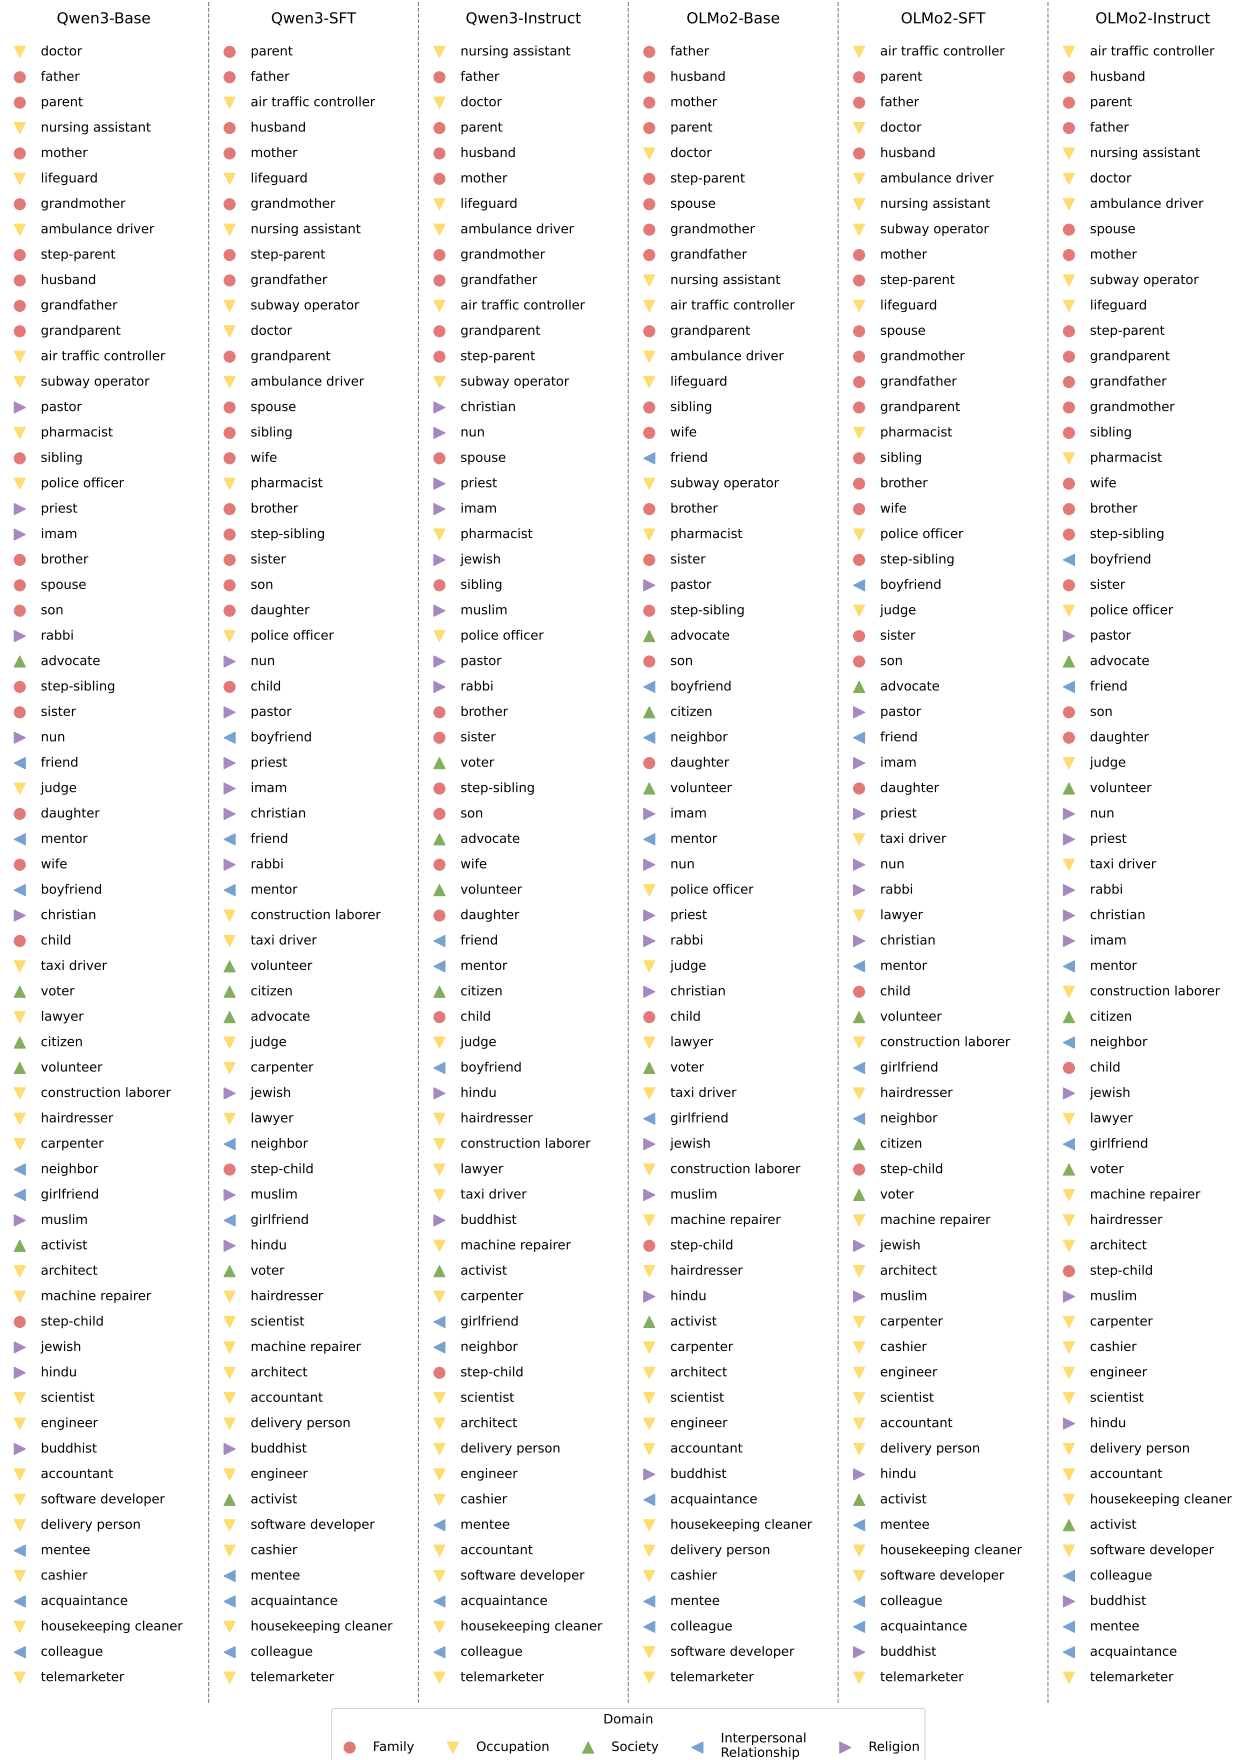 Qwen3-Base
doctor
father
parent
nursing assistant
mother
lifeguard
grandmother
ambulance driver
step-parent
husband
grandfather
grandparent
air traffic controller
subway operator
pastor
pharmacist
sibling
police officer
priest
imam
brother
spouse
son
rabbi
advocate
step-sibling
sister
nun
friend
judge
daughter
mentor
wife
boyfriend
christian
child
taxi driver
voter
lawyer
citizen
volunteer
construction laborer
hairdresser
carpenter
neighbor
girlfriend
muslim
activist
architect
machine repairer
step-child
jewish
hindu
scientist
engineer
buddhist
accountant
software developer
delivery person
mentee
cashier
acquaintance
housekeeping cleaner
colleague
telemarketer
Qwen3-SFT
parent
father
air traffic controller
husband
mother
lifeguard
grandmother
nursing assistant
step-parent
grandfather
subway operator
doctor
grandparent
ambulance driver
spouse
sibling
wife
pharmacist
brother
step-sibling
sister
son
daughter
police officer
nun
child
pastor
boyfriend
priest
imam
christian
friend
rabbi
mentor
construction laborer
taxi driver
volunteer
citizen
advocate
judge
carpenter
jewish
lawyer
neighbor
step-child
muslim
girlfriend
hindu
voter
hairdresser
scientist
machine repairer
architect
accountant
delivery person
buddhist
engineer
activist
software developer
cashier
mentee
acquaintance
housekeeping cleaner
colleague
telemarketer
Qwen3-Instruct
nursing assistant
father
doctor
parent
husband
mother
lifeguard
ambulance driver
grandmother
grandfather
air traffic controller
grandparent
step-parent
subway operator
christian
nun
spouse
priest
imam
pharmacist
jewish
sibling
muslim
police officer
pastor
rabbi
brother
sister
voter
step-sibling
son
advocate
wife
volunteer
daughter
friend
mentor
citizen
child
judge
boyfriend
hindu
hairdresser
construction laborer
lawyer
taxi driver
buddhist
machine repairer
activist
carpenter
girlfriend
neighbor
step-child
scientist
architect
delivery person
engineer
cashier
mentee
accountant
software developer
acquaintance
housekeeping cleaner
colleague
telemarketer
OLMo2-Base
father
husband
mother
parent
doctor
step-parent
spouse
grandmother
grandfather
nursing assistant
air traffic controller
grandparent
ambulance driver
lifeguard
sibling
wife
friend
subway operator
brother
pharmacist
sister
pastor
step-sibling
advocate
son
boyfriend
citizen
neighbor
daughter
volunteer
imam
mentor
nun
police officer
priest
rabbi
judge
christian
child
lawyer
voter
taxi driver
girlfriend
jewish
construction laborer
muslim
machine repairer
step-child
hairdresser
hindu
activist
carpenter
architect
scientist
engineer
accountant
buddhist
acquaintance
housekeeping cleaner
delivery person
cashier
mentee
colleague
software developer
telemarketer
OLMo2-SFT
air traffic controller
parent
father
doctor
husband
ambulance driver
nursing assistant
subway operator
mother
step-parent
lifeguard
spouse
grandmother
grandfather
grandparent
pharmacist
sibling
brother
wife
police officer
step-sibling
boyfriend
judge
sister
son
advocate
pastor
friend
imam
daughter
priest
taxi driver
nun
rabbi
lawyer
christian
mentor
child
volunteer
construction laborer
girlfriend
hairdresser
neighbor
citizen
step-child
voter
machine repairer
jewish
architect
muslim
carpenter
cashier
engineer
scientist
accountant
delivery person
hindu
activist
mentee
housekeeping cleaner
software developer
colleague
acquaintance
buddhist
telemarketer
OLMo2-Instruct
air traffic controller
husband
parent
father
nursing assistant
doctor
ambulance driver
spouse
mother
subway operator
lifeguard
step-parent
grandparent
grandfather
grandmother
sibling
pharmacist
wife
brother
step-sibling
boyfriend
sister
police officer
pastor
advocate
friend
son
daughter
judge
volunteer
nun
priest
taxi driver
rabbi
christian
imam
mentor
construction laborer
citizen
neighbor
child
jewish
lawyer
girlfriend
voter
machine repairer
hairdresser
architect
step-child
muslim
carpenter
cashier
engineer
scientist
hindu
delivery person
accountant
housekeeping cleaner
activist
software developer
colleague
buddhist
mentee
acquaintance
telemarketer
Domain
Family
Occupation
Society
Interpersonal
Relationship
Religion